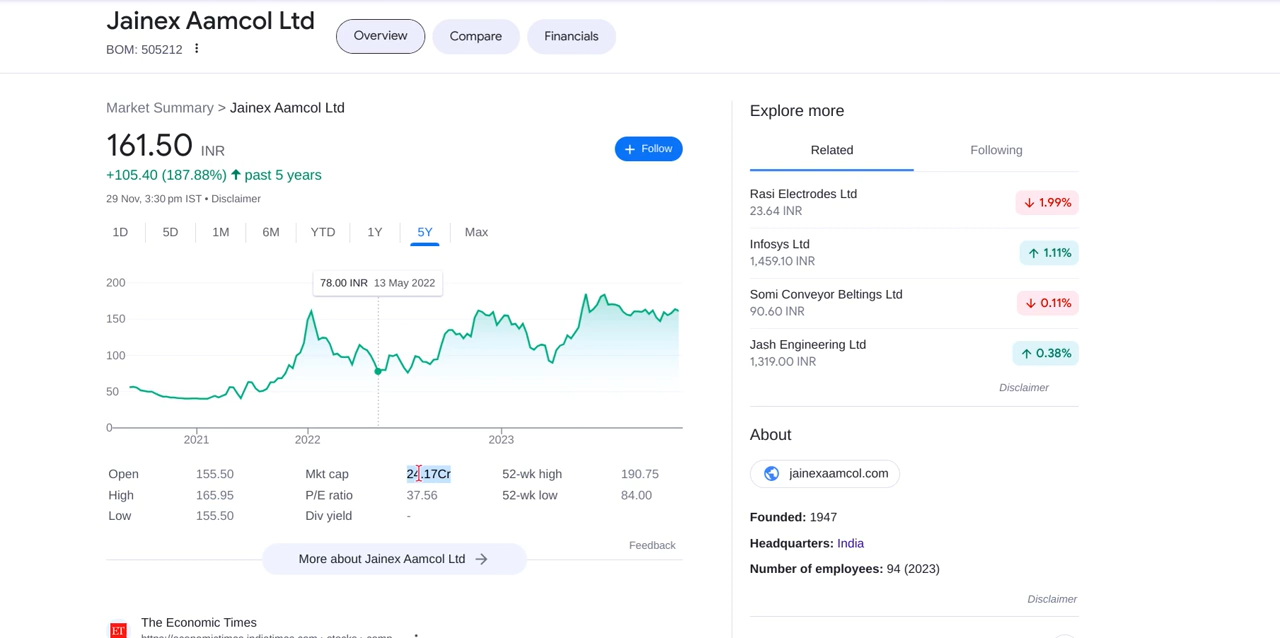 Jainex Aamcol Ltd
BOM: 505212
Overview
Compare
Financials
Market Summary > Jainex Aamcol Ltd
161.50 INR
Follow
+105.40 (187.88%) past 5 years
29 Nov, 3:30 pm IST • Disclaimer
1D 5D 1M 6M YTD 1Y 5Y Max
78.00 INR 13 May 2022
200
150
100
50
0
2021 2022 2023
Open 155.50 Mkt cap 24.17Cr 52-wk high 190.75
High 165.95 P/E ratio 37.56 52-wk low 84.00
Low 155.50 Div yield -
Feedback
More about Jainex Aamcol Ltd
ET
The Economic Times
Explore more
Related Following
Rasi Electrodes Ltd
23.64 INR
1.99%
Infosys Ltd
1,459.10 INR
1.11%
Somi Conveyor Beltings Ltd
90.60 INR
0.11%
Jash Engineering Ltd
1,319.00 INR
0.38%
Disclaimer
About
jainexaamcol.com
Founded: 1947
Headquarters: India
Number of employees: 94 (2023)
Disclaimer